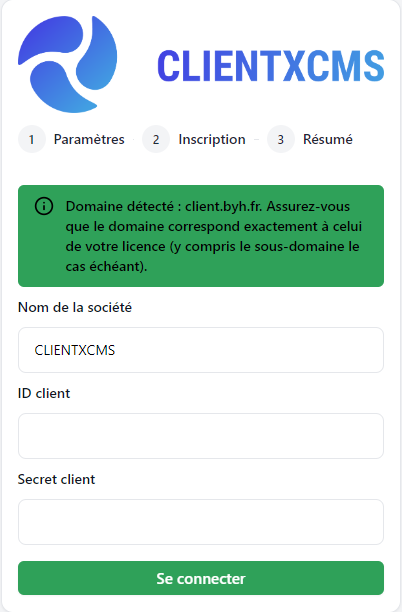 CLIENTXCMS
1 Paramètres 2 Inscription 3 Résumé
Domaine détecté : client.byh.fr. Assurez-vous
que le domaine correspond exactement à celui
de votre licence (y compris le sous-domaine le
cas échéant).
Nom de la société
CLIENTXCMS
ID client
Secret client
Se connecter